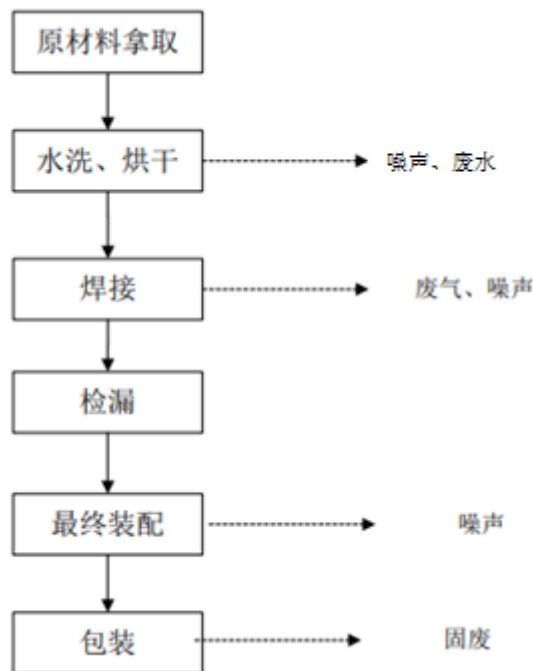 原材料拿取
水洗、烘干
噪声、废水
焊接
废气、噪声
检漏
最终装配
噪声
包装
固废